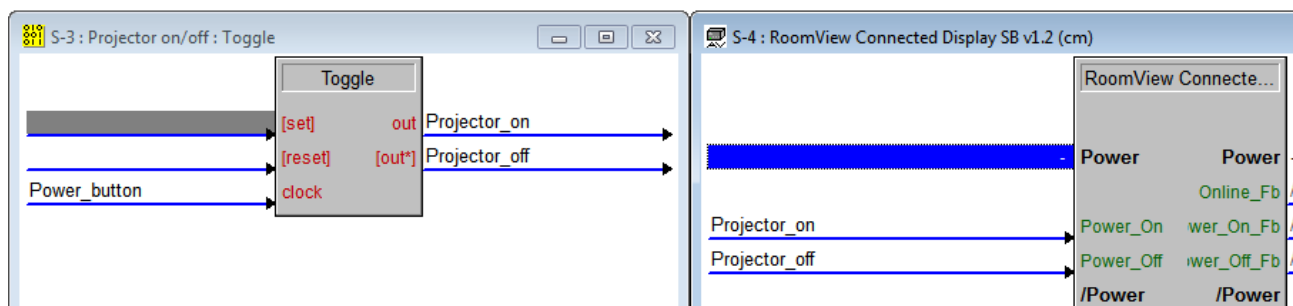 S-3 : Projector on/off : Toggle
Toggle
[set] out Projector_on
[reset] [out*] Projector_off
Power_button clock
S-4 : RoomView Connected Display SB v1.2 (cm)
RoomView Connecte...
- Power Power -
Online_Fb
Projector_on Power_On wer_On_Fb
Projector_off Power_Off wer_Off_Fb
/Power /Power